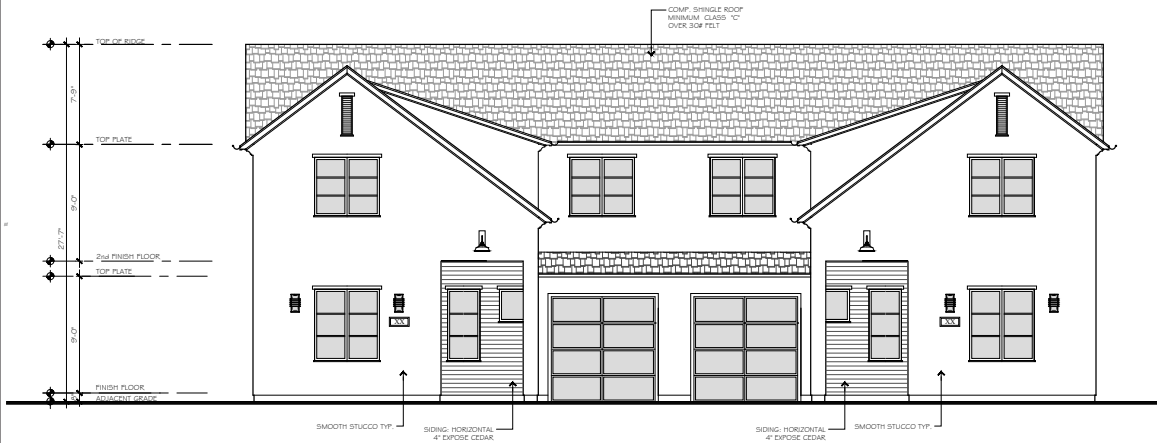 COMP. SHINGLE ROOF
MINIMUM CLASS "C"
OVER 30# FELT
TOP OF RIDGE
7'-9"
TOP PLATE
9'-0"
27'-7"
2nd FINISH FLOOR
TOP PLATE
9'-0"
XX
XX
FINISH FLOOR
ADJACENT GRADE
SMOOTH STUCCO TYP.
SIDING: HORIZONTAL
4" EXPOSE CEDAR
SIDING: HORIZONTAL
4" EXPOSE CEDAR
SMOOTH STUCCO TYP.